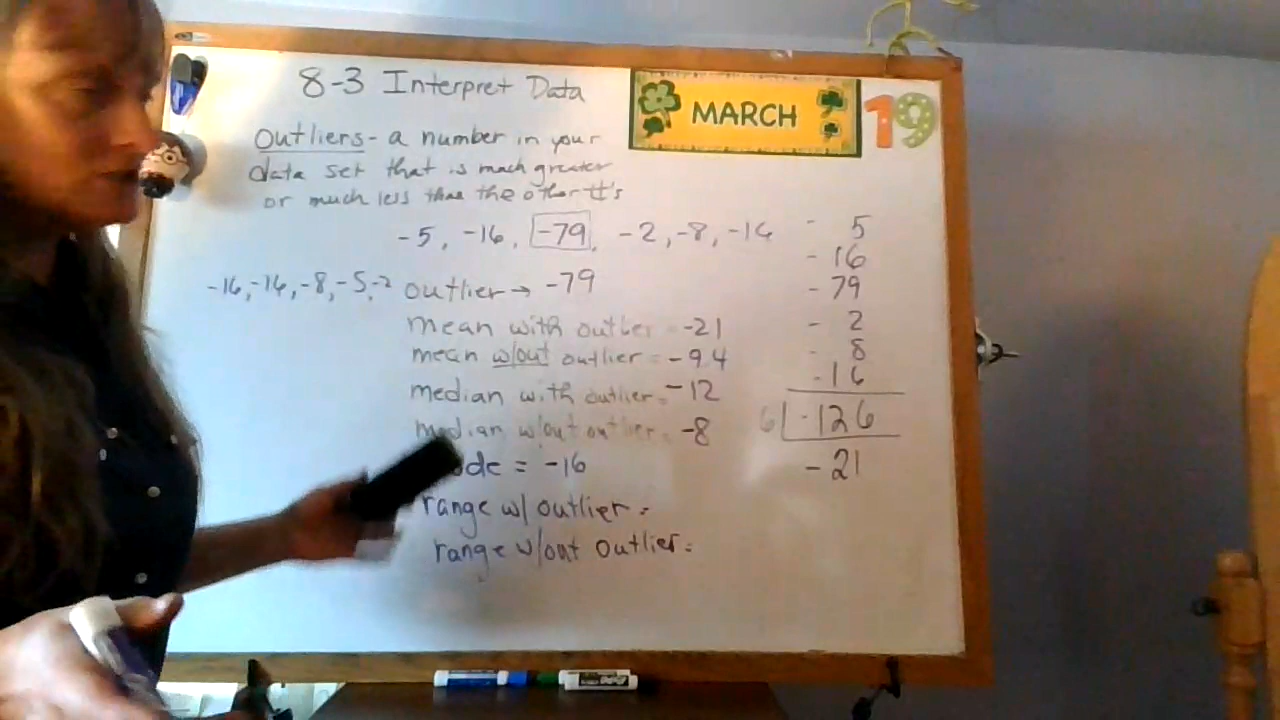 8-3 Interpret Data
MARCH 19
Outliers - a number in your
data set that is much greater
or much less than the other #'s
-5, -16, -79, -2, -8, -16
-16, -16, -8, -5, -2
outlier → -79
mean with outlier = -21
mean w/out outlier = -9.4
median with outlier = -12
median w/out outlier = -8
mode = -16
range w/ outlier =
range w/out outlier =
- 5
- 16
- 79
- 2
- 8
- 16
6 -126
- 21